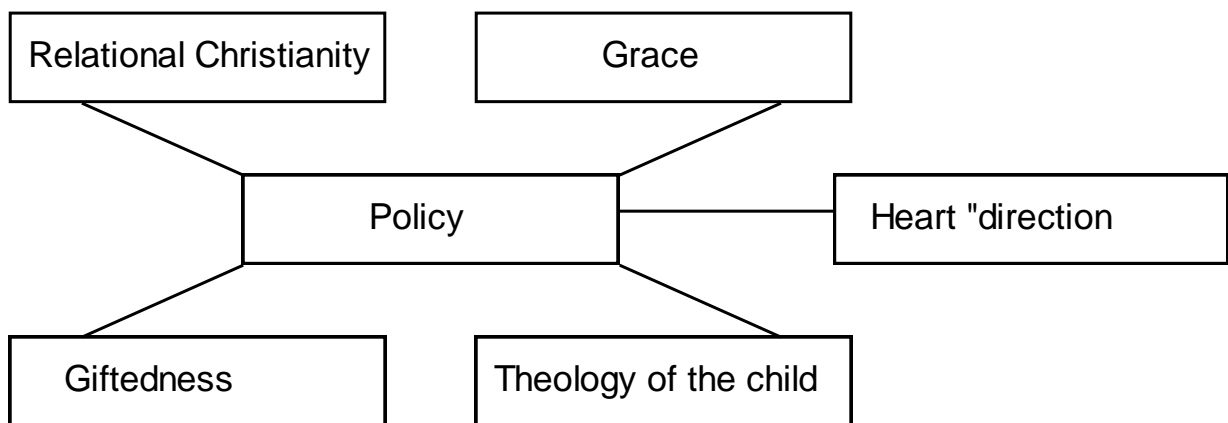 Relational Christianity
Grace
Policy
Heart "direction
Giftedness
Theology of the child